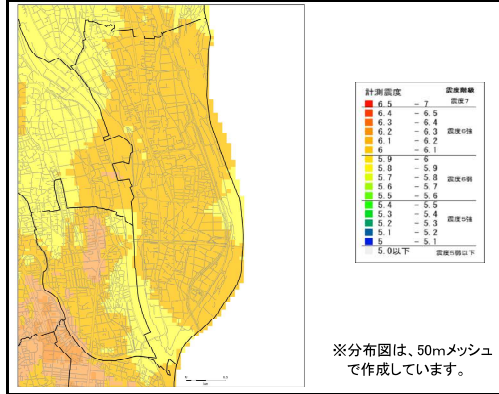 計測震度 震度階級
6.5 - 7 震度7
6.4 - 6.5
6.3 - 6.4
6.2 - 6.3 震度6強
6.1 - 6.2
6 - 6.1
5.9 - 6
5.8 - 5.9
5.7 - 5.8 震度6弱
5.6 - 5.7
5.5 - 5.6
5.4 - 5.5
5.3 - 5.4
5.2 - 5.3 震度5強
5.1 - 5.2
5 - 5.1
5.0以下 震度5弱以下
※分布図は、50mメッシュ
で作成しています。